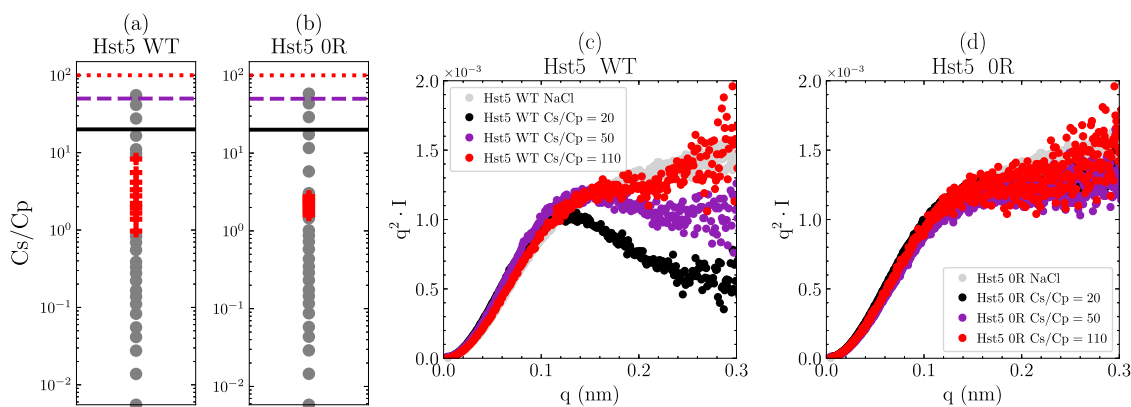 (a)
Hst5 WT
Cs/Cp
10²
10¹
10⁰
10⁻¹
10⁻²
(b)
Hst5 0R
10²
10¹
10⁰
10⁻¹
10⁻²
(c)
×10⁻³
Hst5 WT
q² · I
2.0
1.5
1.0
0.5
0.0
Hst5 WT NaCl
Hst5 WT Cs/Cp = 20
Hst5 WT Cs/Cp = 50
Hst5 WT Cs/Cp = 110
0.0 0.1 0.2 0.3
q (nm)
(d)
×10⁻³
Hst5 0R
q² · I
2.0
1.5
1.0
0.5
0.0
Hst5 0R NaCl
Hst5 0R Cs/Cp = 20
Hst5 0R Cs/Cp = 50
Hst5 0R Cs/Cp = 110
0.0 0.1 0.2 0.3
q (nm)